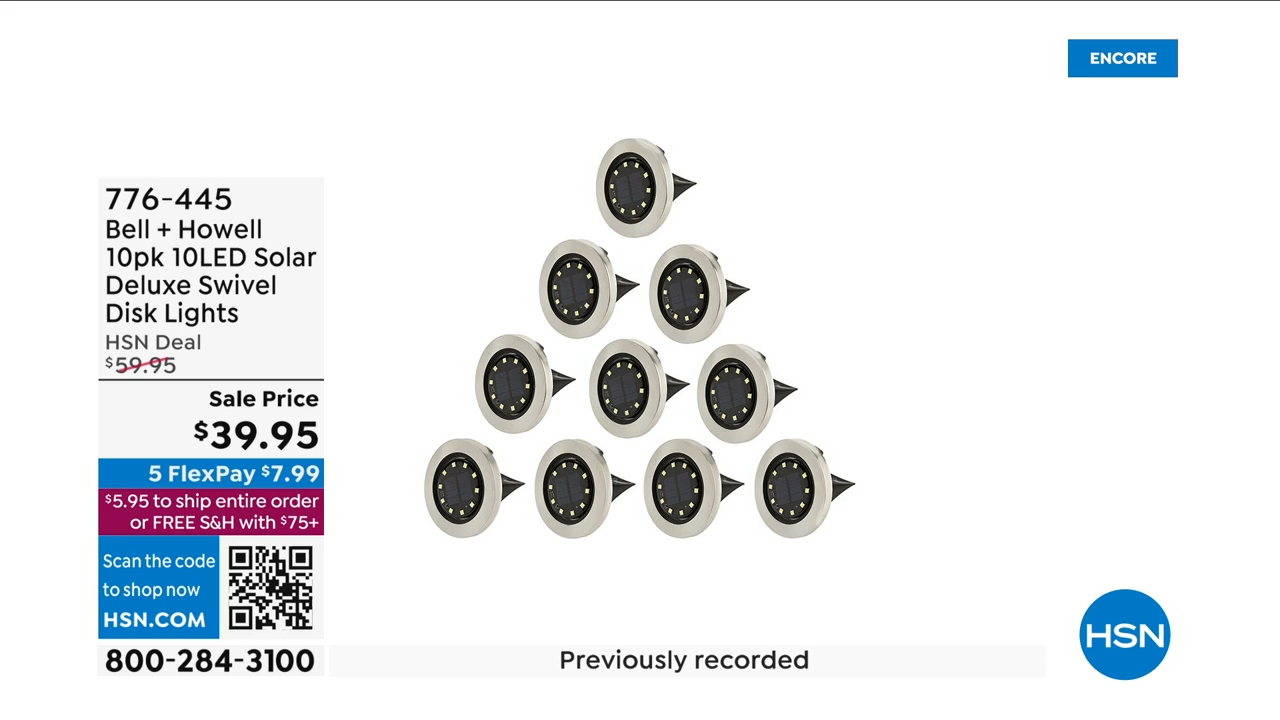 ENCORE
776-445
Bell + Howell
10pk 10LED Solar
Deluxe Swivel
Disk Lights
HSN Deal
$59.95
Sale Price
$39.95
5 FlexPay $7.99
$5.95 to ship entire order
or FREE S&H with $75+
Scan the code
to shop now
HSN.COM
800-284-3100
Previously recorded
HSN